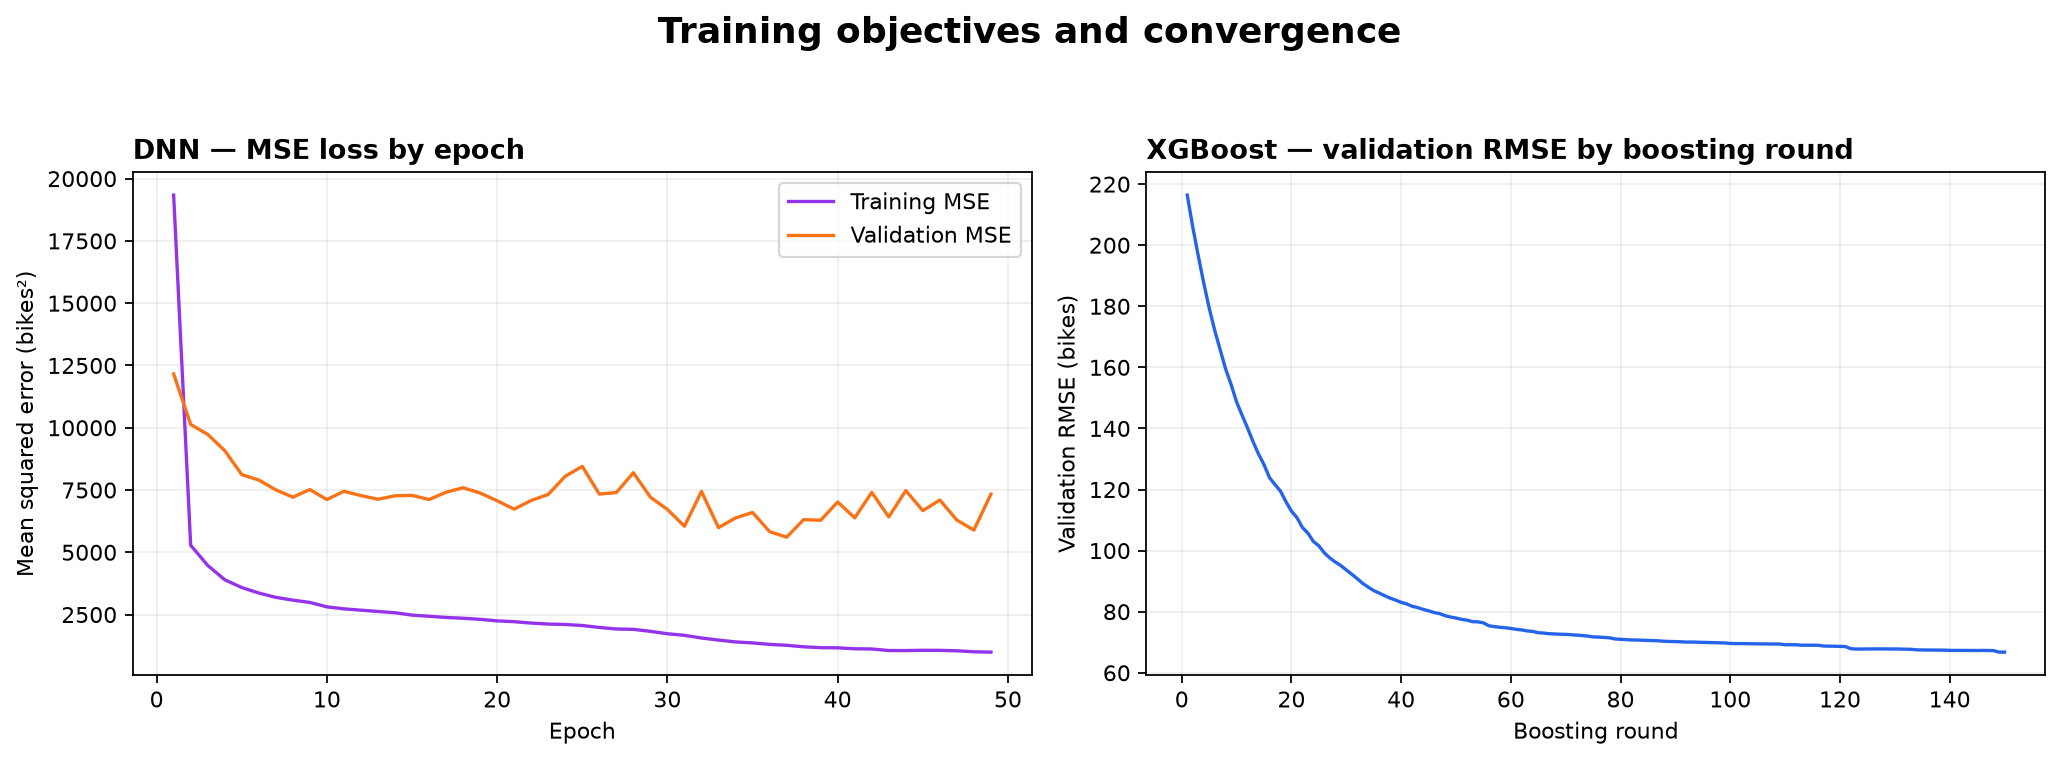 Training objectives and convergence
DNN — MSE loss by epoch
20000
17500
15000
12500
10000
7500
5000
2500
Mean squared error (bikes²)
Training MSE
Validation MSE
0 10 20 30 40 50
Epoch
XGBoost — validation RMSE by boosting round
220
200
180
160
140
120
100
80
60
Validation RMSE (bikes)
0 20 40 60 80 100 120 140
Boosting round